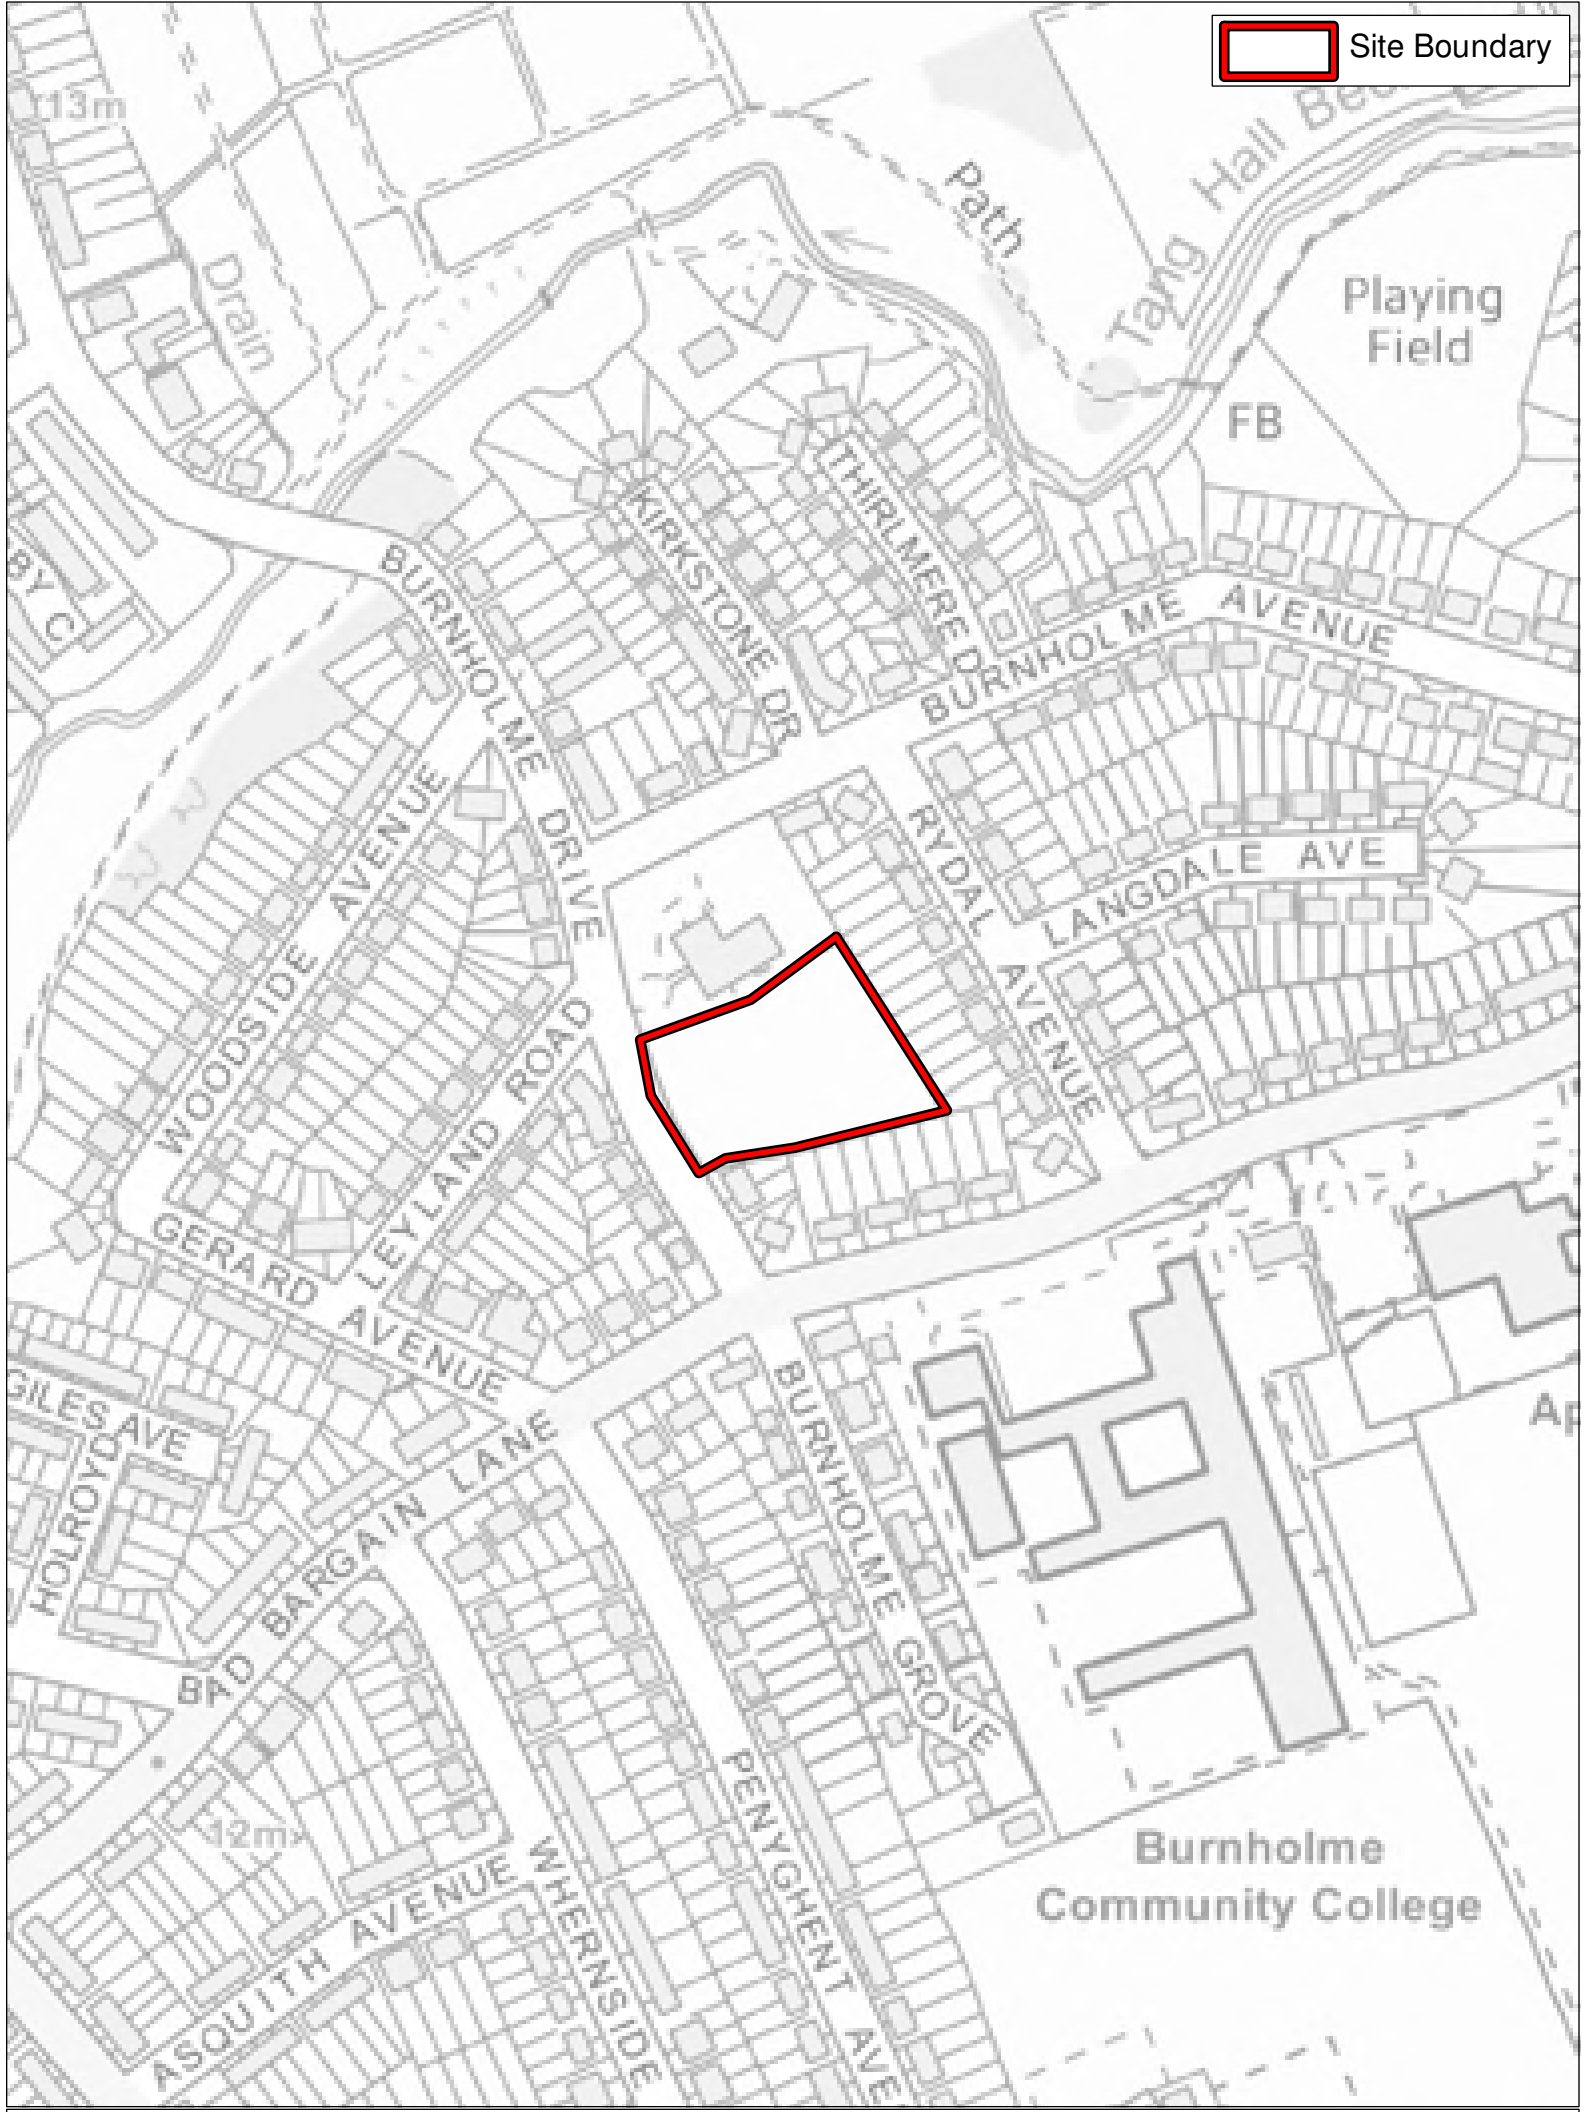 Site Boundary
113m
Tang Hall
Path
Drain
Playing
Field
FB
BY C
KIRKSTONE DR
THIRLMERE D
BURNHOLME AVENUE
BURNHOLME DRIVE
RYDAL AVENUE
LANGDALE AVE
WOODSIDE AVENUE
LEYLAND ROAD
GERARD AVENUE
GILES AVE
HOLROYD
BAD BARGAIN LANE
BURNHOLME GROVE
Ap
12m
PENYGHENT AVE
WHERNSIDE
ASQUITH AVENUE
Burnholme
Community College